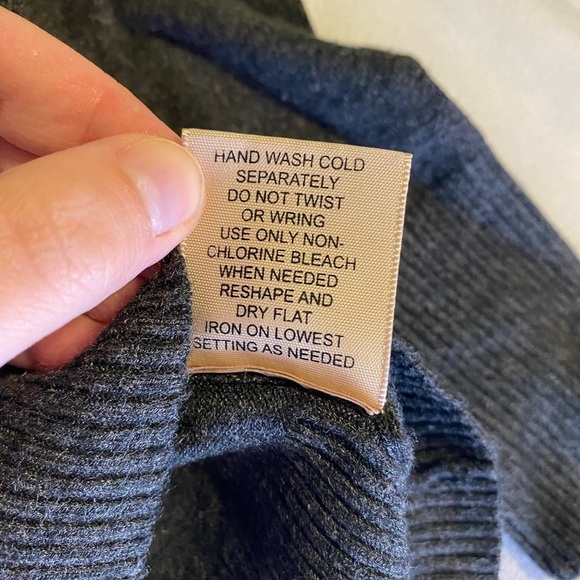 HAND WASH COLD
SEPARATELY
DO NOT TWIST
OR WRING
USE ONLY NON-
CHLORINE BLEACH
WHEN NEEDED
RESHAPE AND
DRY FLAT
IRON ON LOWEST
SETTING AS NEEDED